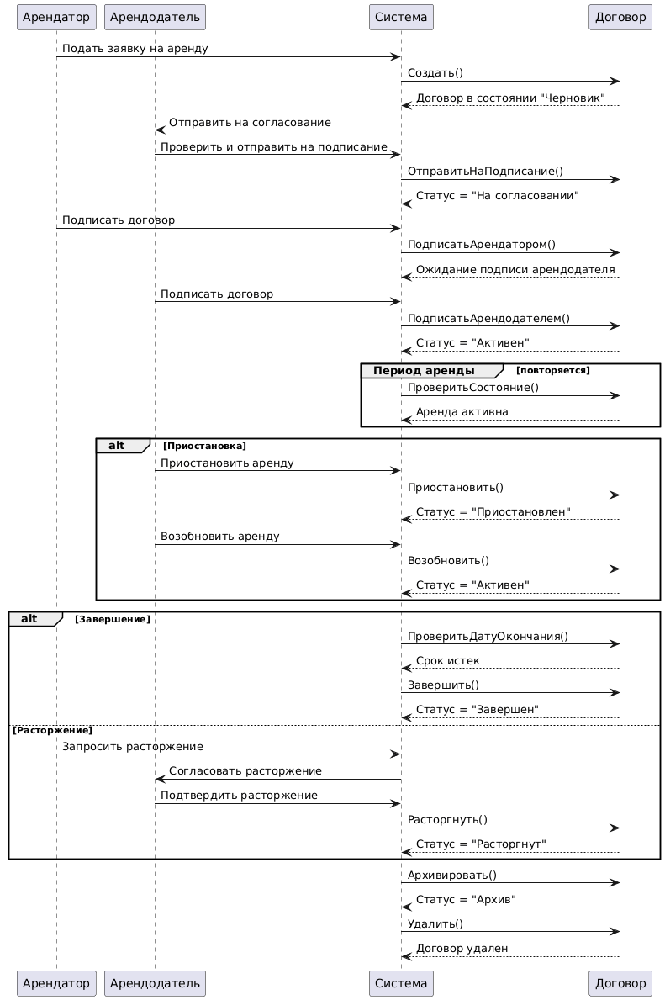 Арендатор Арендодатель Система Договор
Подать заявку на аренду
Создать()
Договор в состоянии "Черновик"
Отправить на согласование
Проверить и отправить на подписание
ОтправитьНаПодписание()
Статус = "На согласовании"
Подписать договор
ПодписатьАрендатором()
Ожидание подписи арендодателя
Подписать договор
ПодписатьАрендодателем()
Статус = "Активен"
Период аренды [повторяется]
ПроверитьСостояние()
Аренда активна
alt [Приостановка]
Приостановить аренду
Приостановить()
Статус = "Приостановлен"
Возобновить аренду
Возобновить()
Статус = "Активен"
alt [Завершение]
ПроверитьДатуОкончания()
Срок истек
Завершить()
Статус = "Завершен"
[Расторжение]
Запросить расторжение
Согласовать расторжение
Подтвердить расторжение
Расторгнуть()
Статус = "Расторгнут"
Архивировать()
Статус = "Архив"
Удалить()
Договор удален
Арендатор Арендодатель Система Договор